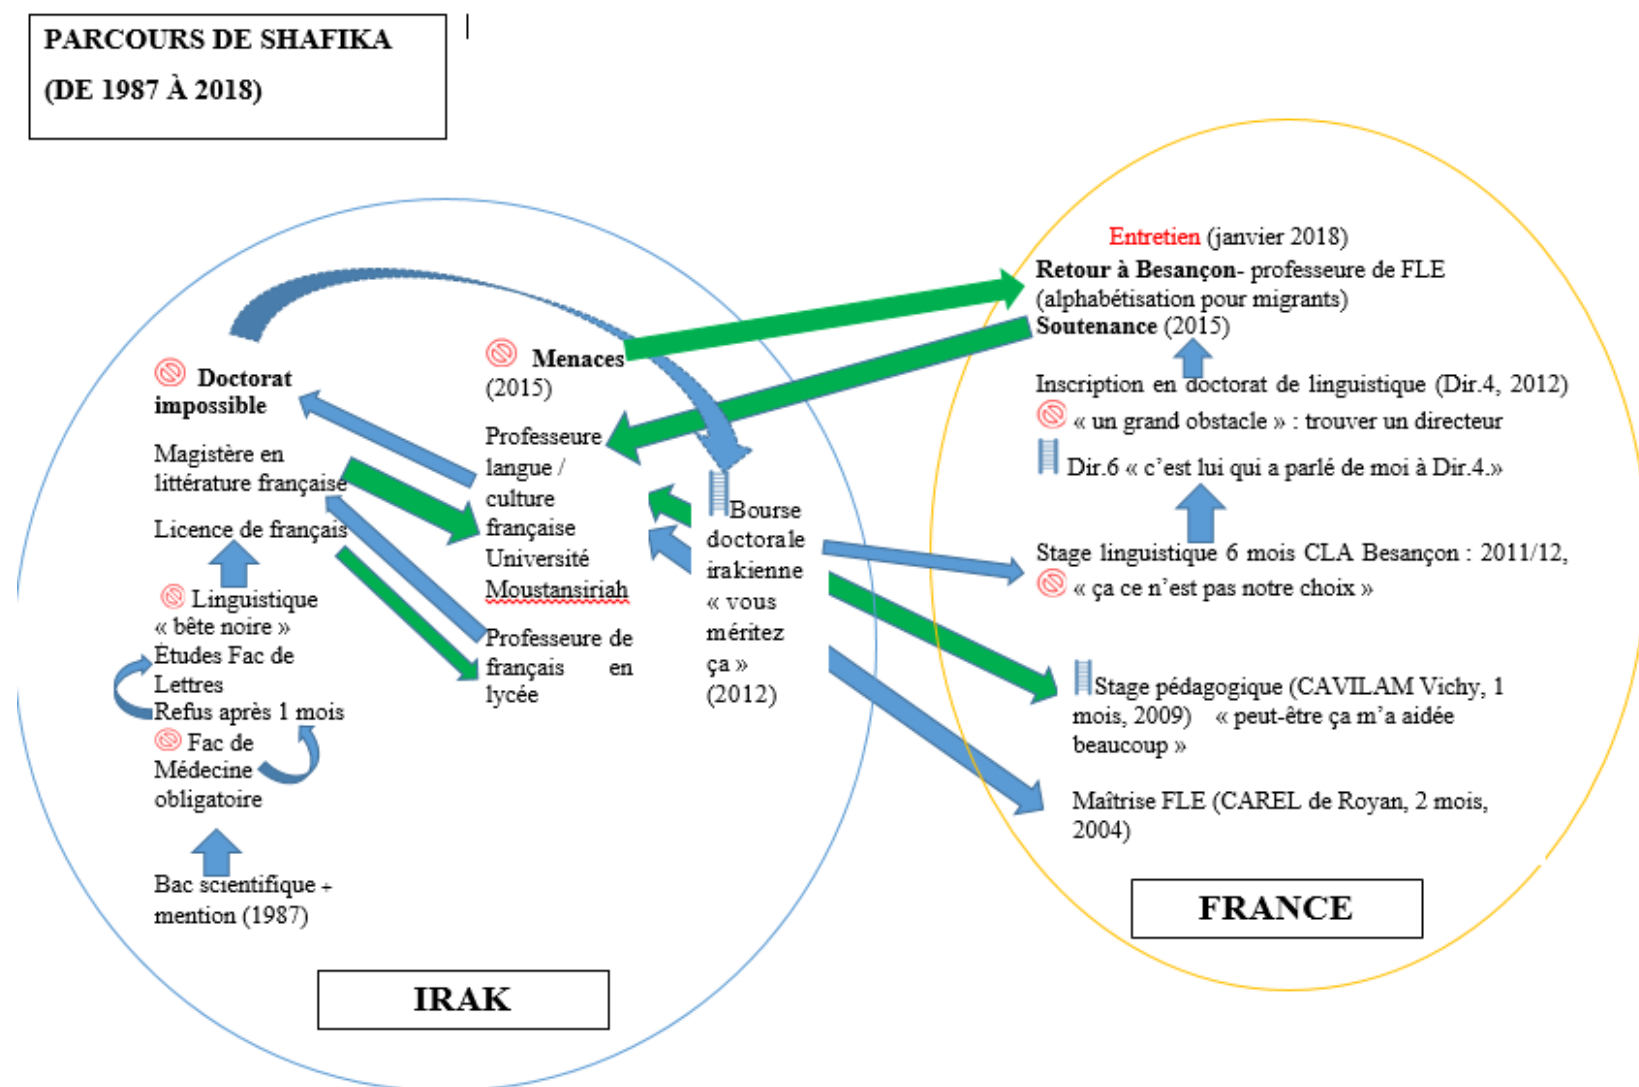 PARCOURS DE SHAFIKA
(DE 1987 À 2018)
Doctorat
impossible
Magistère en
littérature française
Licence de français
Linguistique
« bête noire »
Études Fac de
Lettres
Refus après 1 mois
Fac de
Médecine
obligatoire
Bac scientifique +
mention (1987)
Menaces
(2015)
Professeure
langue /
culture
française
Université
Moustansiriah
Professeure de
français en
lycée
Bourse
doctorale
irakienne
« vous
méritez
ça »
(2012)
IRAK
Entretien (janvier 2018)
Retour à Besançon- professeure de FLE
(alphabétisation pour migrants)
Soutenance (2015)
Inscription en doctorat de linguistique (Dir.4, 2012)
« un grand obstacle » : trouver un directeur
Dir.6 « c’est lui qui a parlé de moi à Dir.4.»
Stage linguistique 6 mois CLA Besançon : 2011/12,
« ça ce n’est pas notre choix »
Stage pédagogique (CAVILAM Vichy, 1
mois, 2009) « peut-être ça m’a aidée
beaucoup »
Maîtrise FLE (CAREL de Royan, 2 mois,
2004)
FRANCE